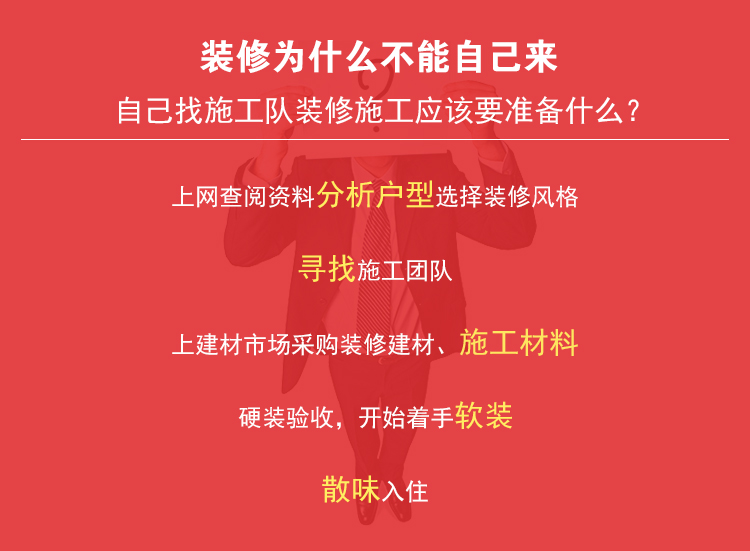 装修为什么不能自己来
自己找施工队装修施工应该要准备什么？
上网查阅资料分析户型选择装修风格
寻找施工团队
上建材市场采购装修建材、施工材料
硬装验收，开始着手软装
散味入住
?